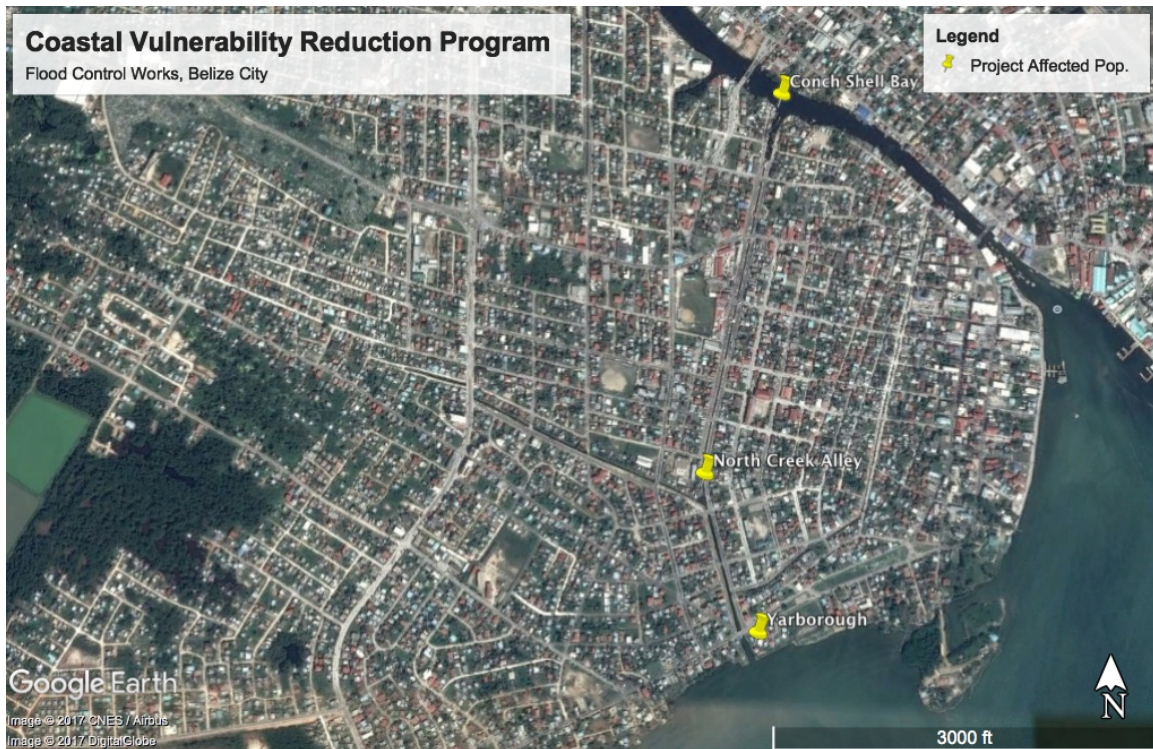 Coastal Vulnerability Reduction Program
Flood Control Works, Belize City
Legend
Project Affected Pop.
Conch Shell Bay
North Creek Alley
Yarborough
Google Earth
Image © 2017 CNES / Airbus
Image © 2017 DigitalGlobe
N
3000 ft